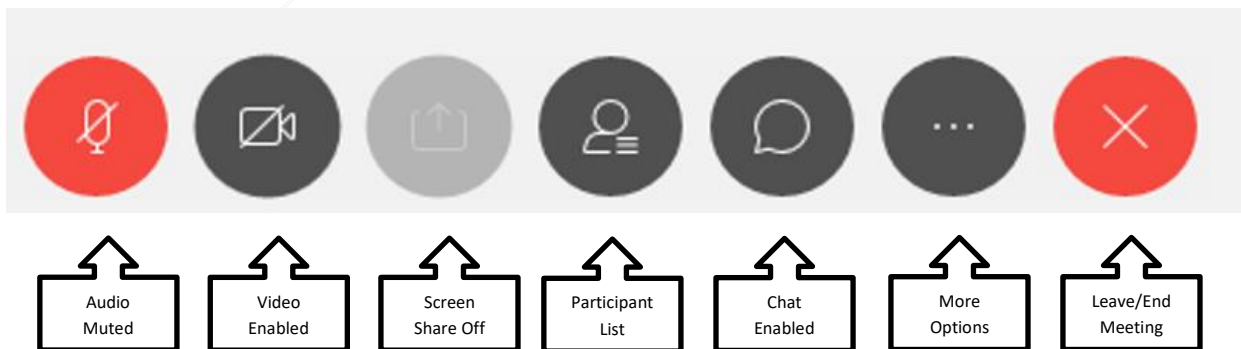 Audio
Muted
Video
Enabled
Screen
Share Off
Participant
List
Chat
Enabled
More
Options
Leave/End
Meeting